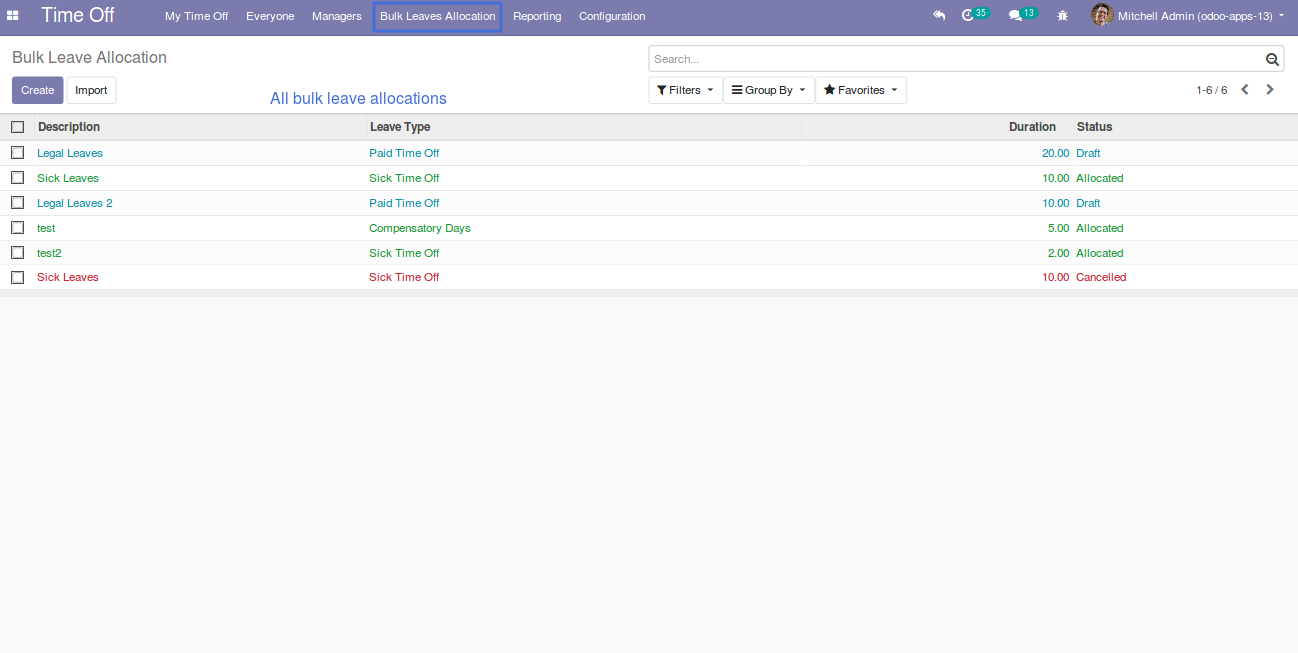 Time Off My Time Off Everyone Managers Bulk Leaves Allocation Reporting Configuration 35 13 Mitchell Admin (odoo-apps-13)
Bulk Leave Allocation Search...
Create Import All bulk leave allocations Filters Group By Favorites 1-6 / 6
Description Leave Type Duration Status
Legal Leaves Paid Time Off 20.00 Draft
Sick Leaves Sick Time Off 10.00 Allocated
Legal Leaves 2 Paid Time Off 10.00 Draft
test Compensatory Days 5.00 Allocated
test2 Sick Time Off 2.00 Allocated
Sick Leaves Sick Time Off 10.00 Cancelled